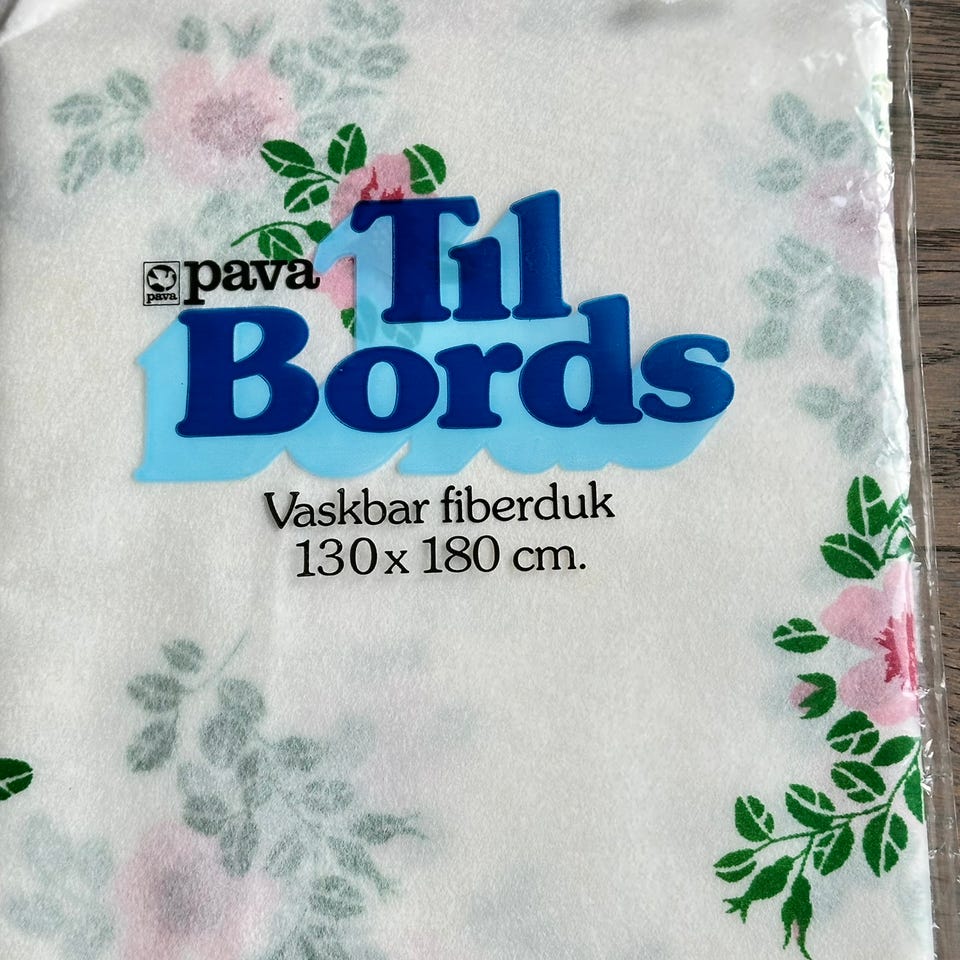 Til
pava
pava
Bords
Vaskbar fiberduk
130 x 180 cm.